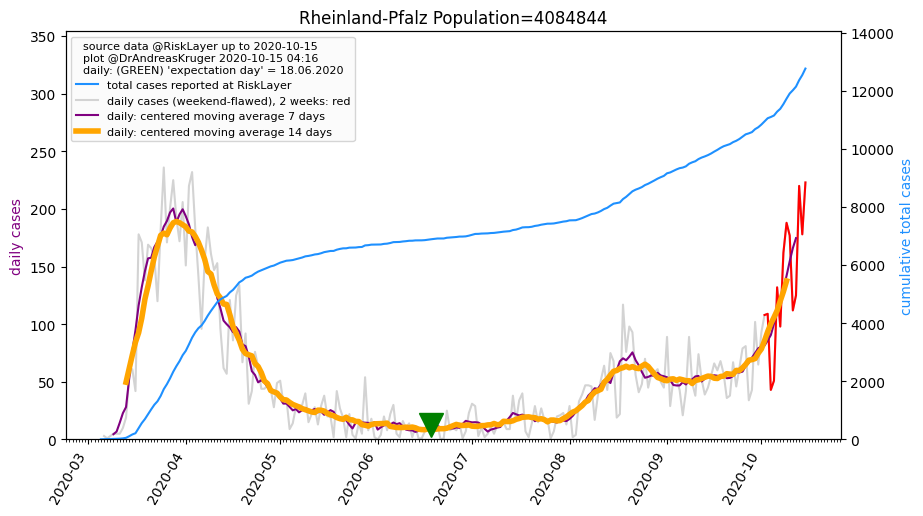 Rheinland-Pfalz Population=4084844
source data @RiskLayer up to 2020-10-15
plot @DrAndreasKruger 2020-10-15 04:16
daily: (GREEN) 'expectation day' = 18.06.2020
total cases reported at RiskLayer
daily cases (weekend-flawed), 2 weeks: red
daily: centered moving average 7 days
daily: centered moving average 14 days
daily cases
350
300
250
200
150
100
50
0
14000
12000
10000
8000
6000
4000
2000
0
cumulative total cases
2020-03
2020-04
2020-05
2020-06
2020-07
2020-08
2020-09
2020-10